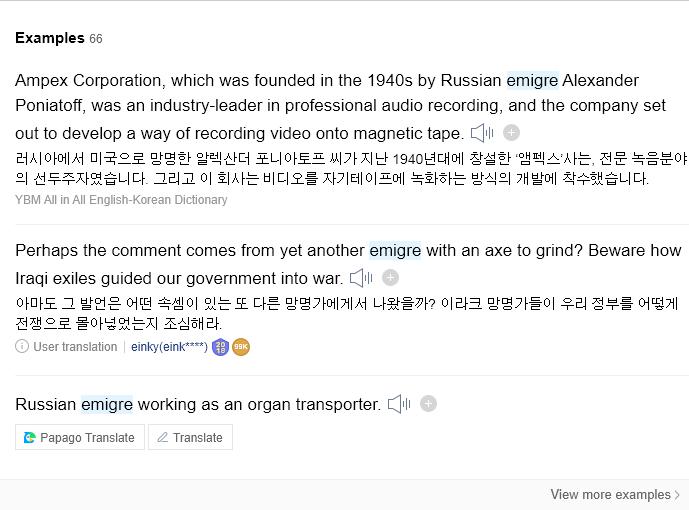 Examples 66
Ampex Corporation, which was founded in the 1940s by Russian emigre Alexander
Poniatoff, was an industry-leader in professional audio recording, and the company set
out to develop a way of recording video onto magnetic tape.
러시아에서 미국으로 망명한 알렉산더 포니아토프 씨가 지난 1940년대에 창설한 '앰펙스'사는, 전문 녹음분야
의 선두주자였습니다. 그리고 이 회사는 비디오를 자기테이프에 녹화하는 방식의 개발에 착수했습니다.
YBM All in All English-Korean Dictionary
Perhaps the comment comes from yet another emigre with an axe to grind? Beware how
Iraqi exiles guided our government into war.
아마도 그 발언은 어떤 속셈이 있는 또 다른 망명가에게서 나왔을까? 이라크 망명가들이 우리 정부를 어떻게
전쟁으로 몰아넣었는지 조심해라.
User translation einky(eink****) 2018 99K
Russian emigre working as an organ transporter.
Papago Translate Translate
View more examples